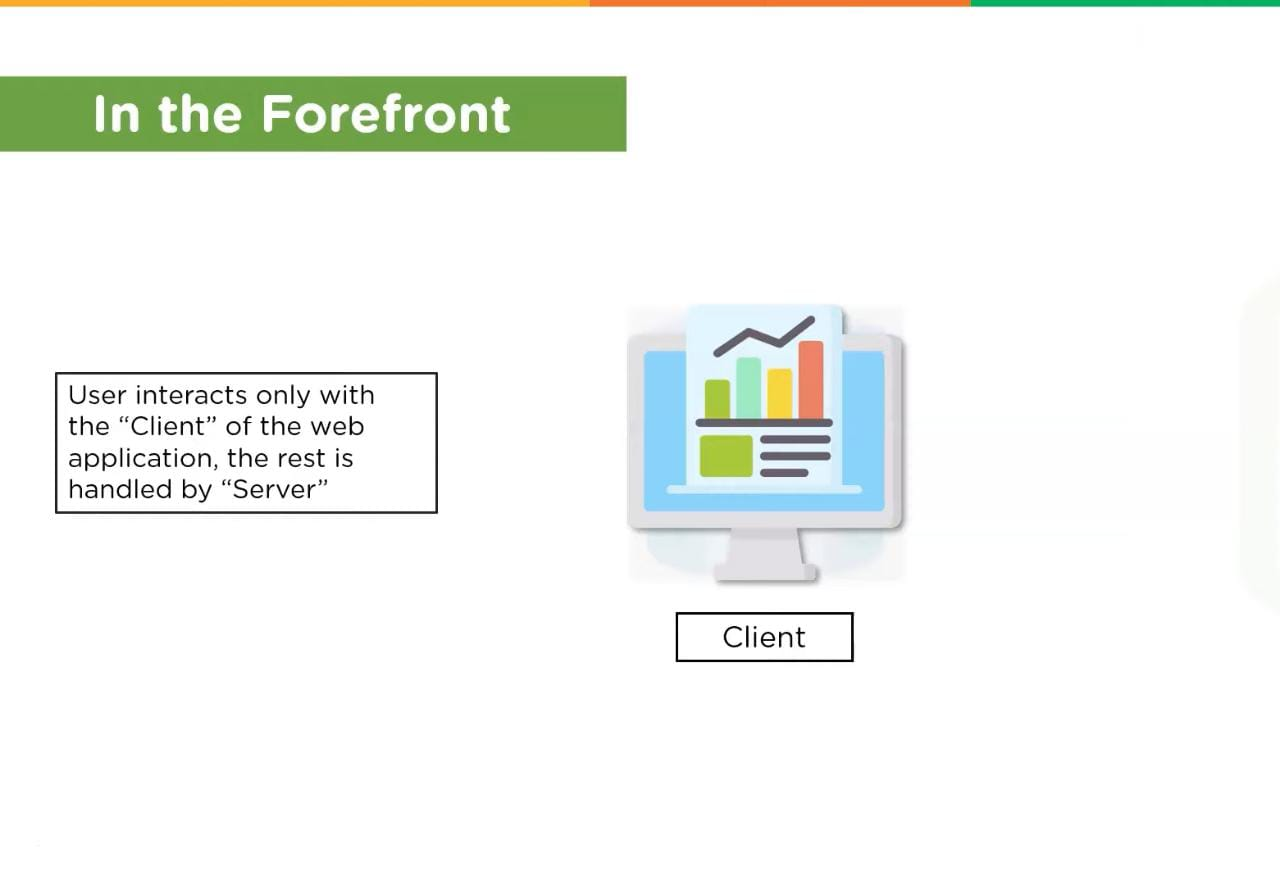 In the Forefront
User interacts only with
the “Client” of the web
application, the rest is
handled by “Server”
Client